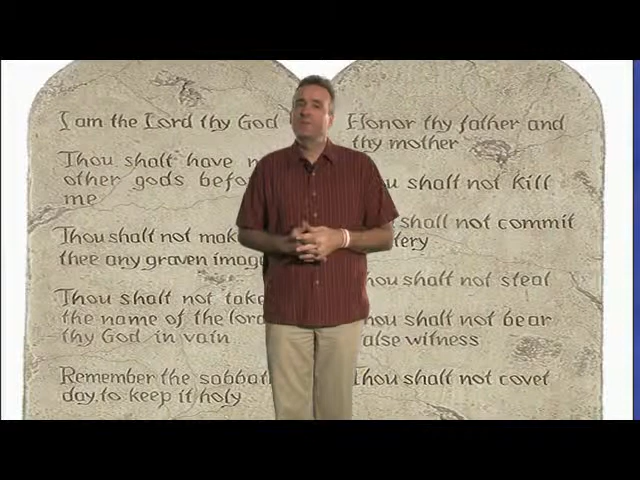 I am the Lord thy God
Thou shalt have
other gods
me
Thou shalt not
thee any graven
Thou shalt not take
the name of the lord
thy God in vain
Remember the sabbat
day, to keep it holy
Honor thy father and
thy mother
shalt not kill
shall not commit
shalt not steal
shalt not bear
witness
Thou shalt not covet